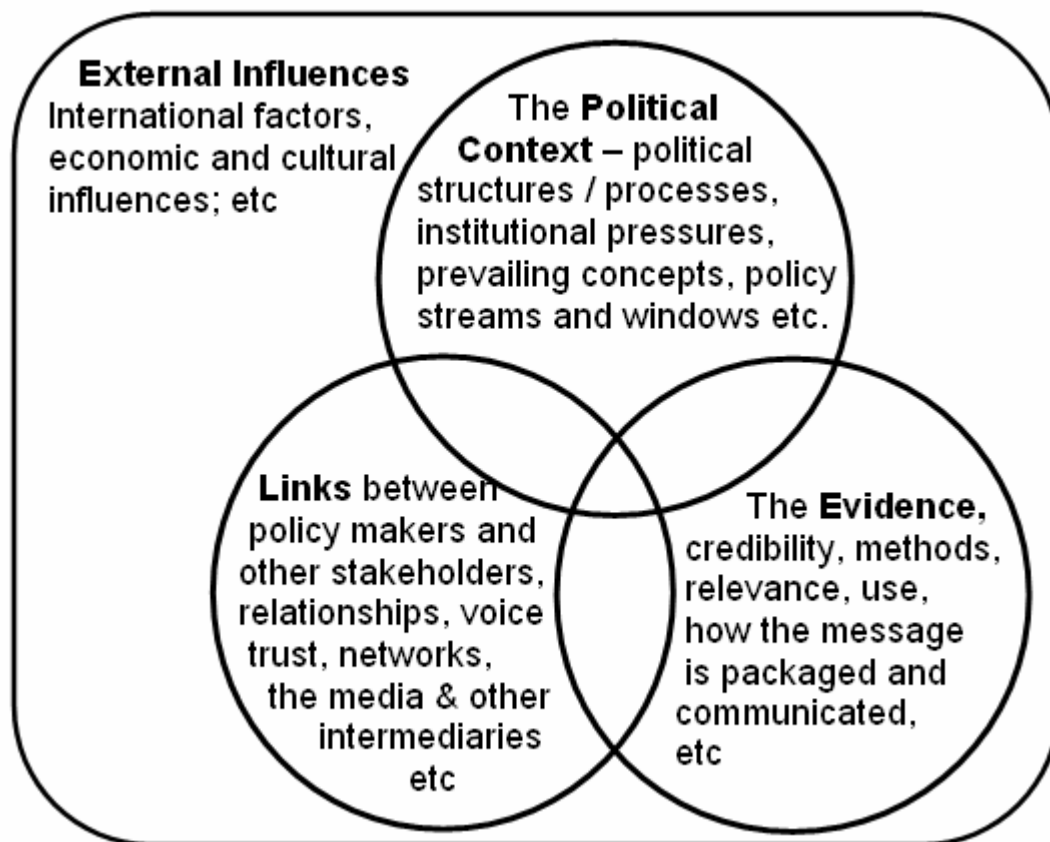 External Influences
International factors,
economic and cultural
influences; etc
The Political
Context – political
structures / processes,
institutional pressures,
prevailing concepts, policy
streams and windows etc.
Links between
policy makers and
other stakeholders,
relationships, voice
trust, networks,
the media & other
intermediaries
etc
The Evidence,
credibility, methods,
relevance, use,
how the message
is packaged and
communicated,
etc